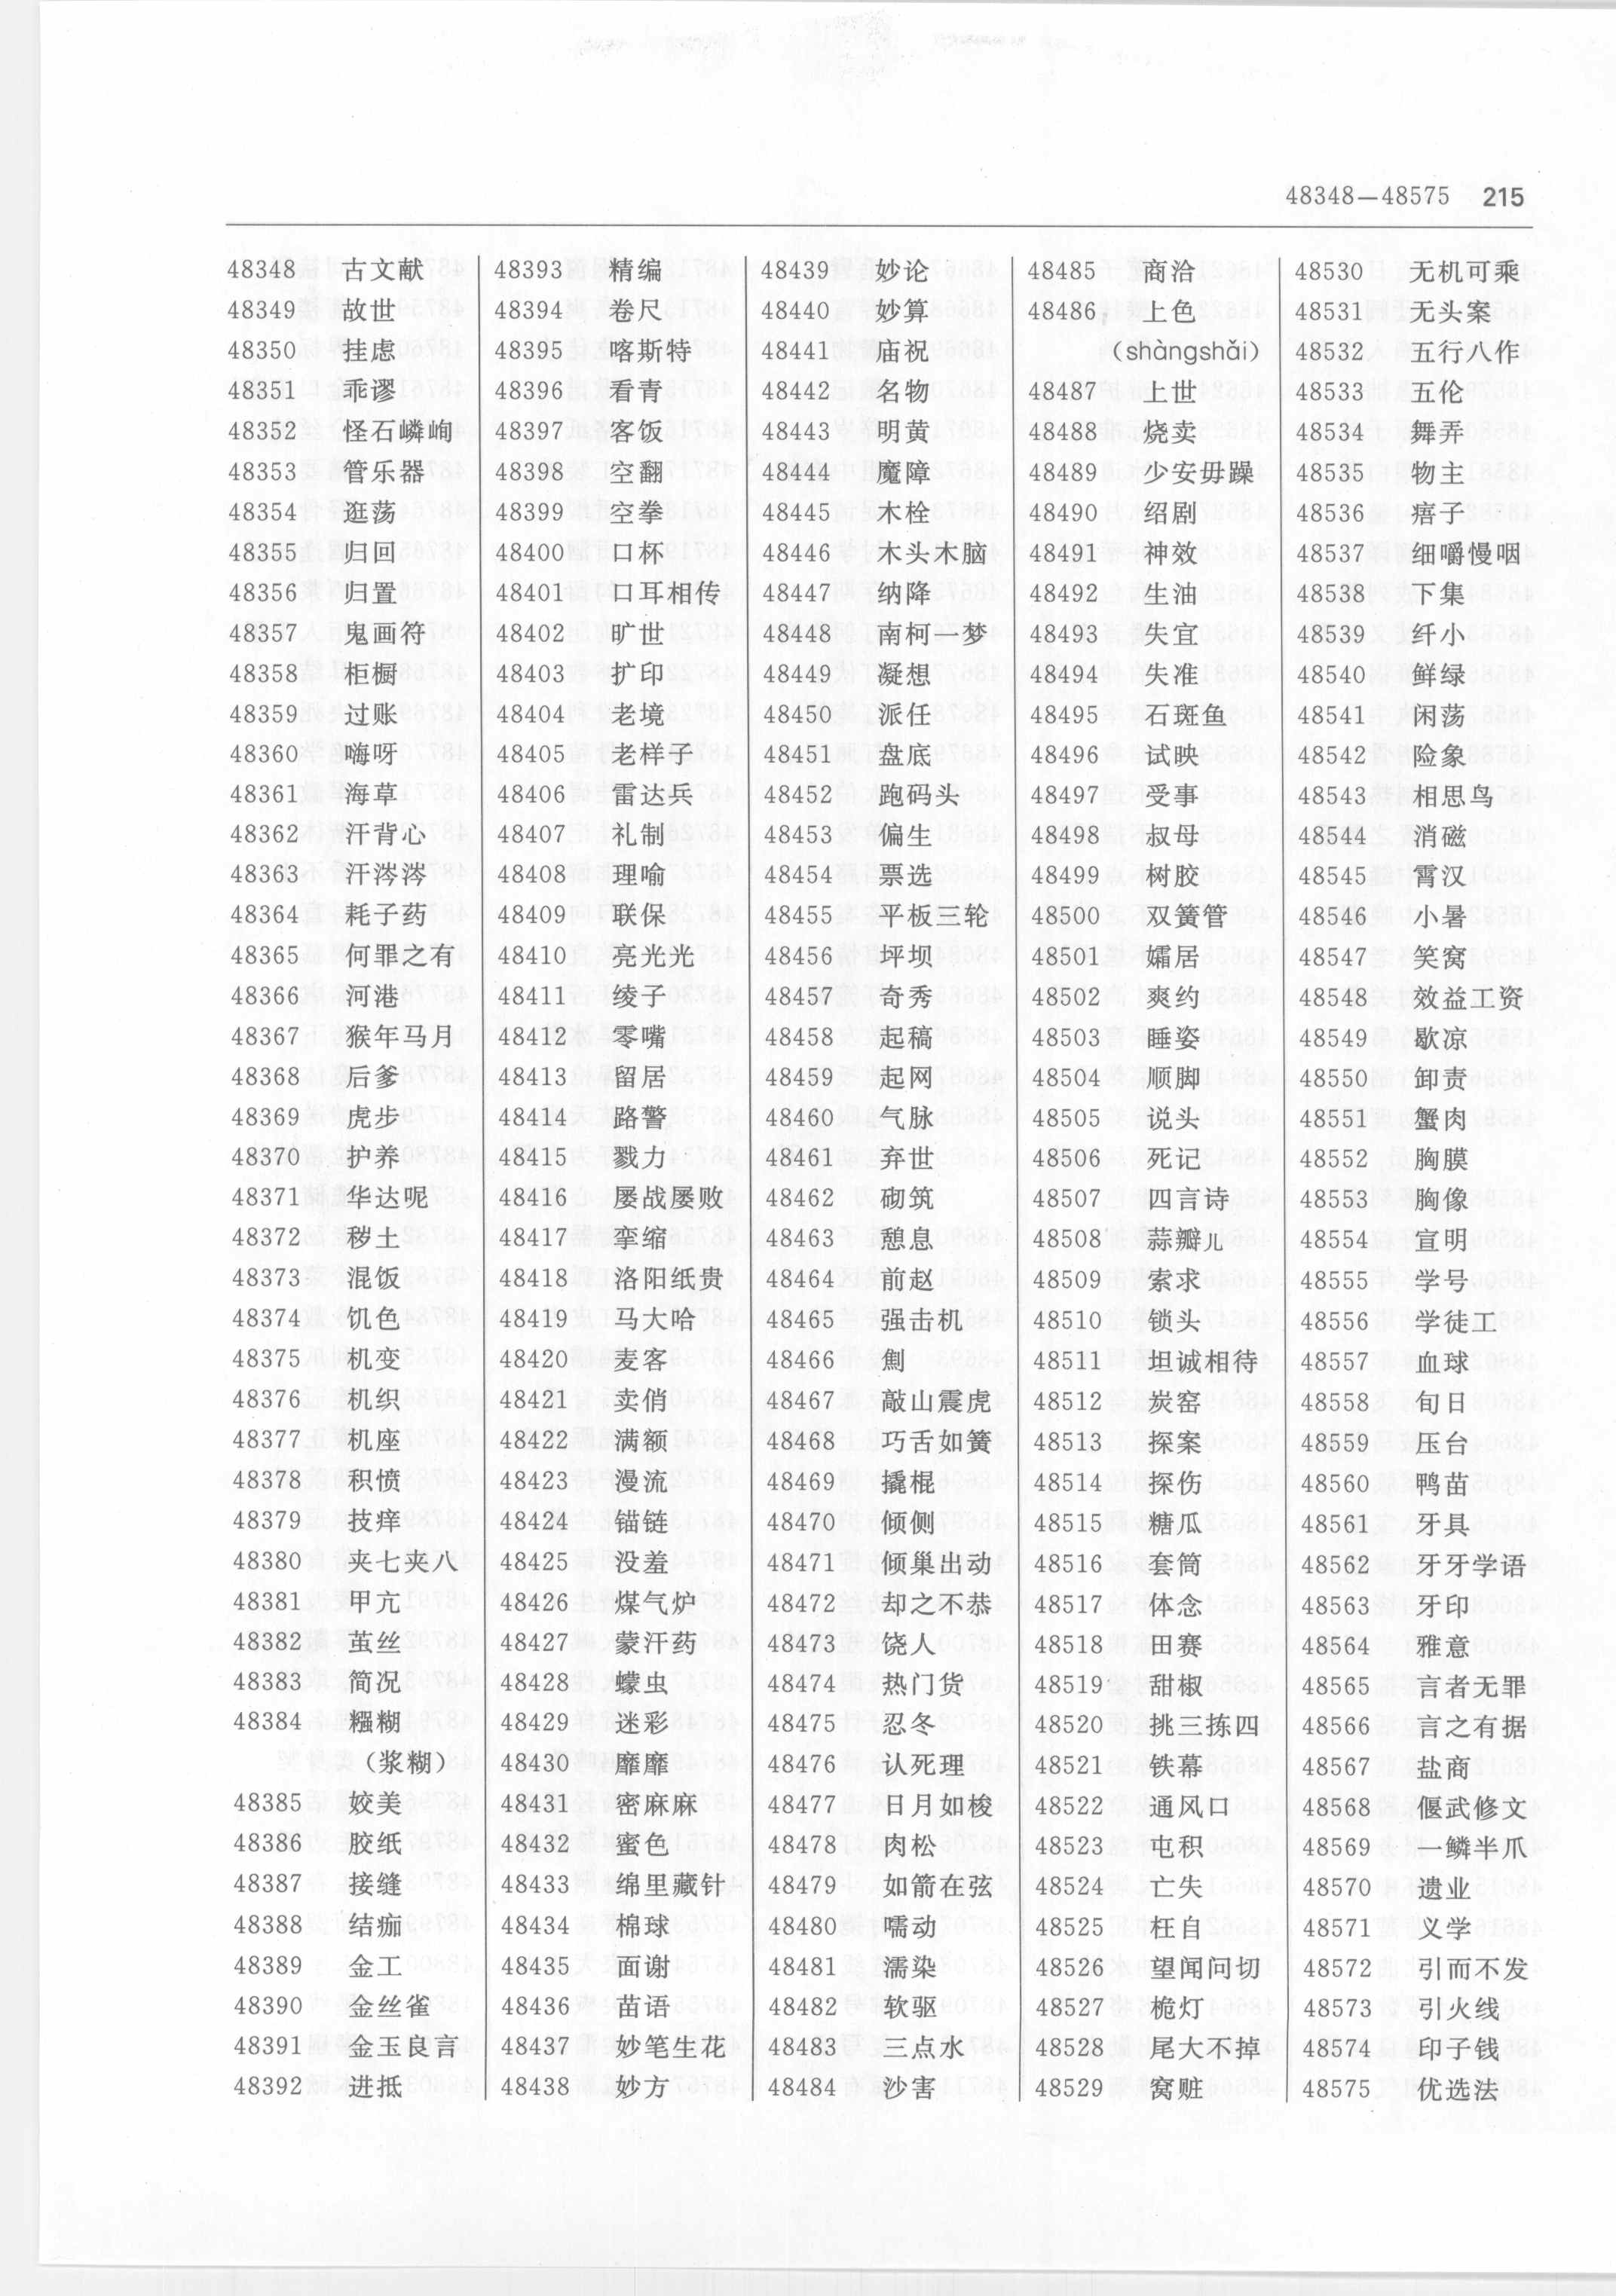 48348—48575 215
48348 古文献
48349 故世
48350 挂虑
48351 乖谬
48352 怪石嶙峋
48353 管乐器
48354 逛荡
48355 归回
48356 归置
48357 鬼画符
48358 柜橱
48359 过账
48360 嗨呀
48361 海草
48362 汗背心
48363 汗涔涔
48364 耗子药
48365 何罪之有
48366 河港
48367 猴年马月
48368 后爹
48369 虎步
48370 护养
48371 华达呢
48372 秽土
48373 混饭
48374 饥色
48375 机变
48376 机织
48377 机座
48378 积愤
48379 技痒
48380 夹七夹八
48381 甲亢
48382 茧丝
48383 简况
48384 糨糊
（浆糊）
48385 姣美
48386 胶纸
48387 接缝
48388 结痂
48389 金工
48390 金丝雀
48391 金玉良言
48392 进抵
48393 精编
48394 卷尺
48395 喀斯特
48396 看青
48397 客饭
48398 空翻
48399 空拳
48400 口杯
48401 口耳相传
48402 旷世
48403 扩印
48404 老境
48405 老样子
48406 雷达兵
48407 礼制
48408 理喻
48409 联保
48410 亮光光
48411 绫子
48412 零嘴
48413 留居
48414 路警
48415 戮力
48416 屡战屡败
48417 挛缩
48418 洛阳纸贵
48419 马大哈
48420 麦客
48421 卖俏
48422 满额
48423 漫流
48424 锚链
48425 没羞
48426 煤气炉
48427 蒙汗药
48428 蠓虫
48429 迷彩
48430 靡靡
48431 密麻麻
48432 蜜色
48433 绵里藏针
48434 棉球
48435 面谢
48436 苗语
48437 妙笔生花
48438 妙方
48439 妙论
48440 妙算
48441 庙祝
48442 名物
48443 明黄
48444 魔障
48445 木栓
48446 木头木脑
48447 纳降
48448 南柯一梦
48449 凝想
48450 派任
48451 盘底
48452 跑码头
48453 偏生
48454 票选
48455 平板三轮
48456 坪坝
48457 奇秀
48458 起稿
48459 起网
48460 气脉
48461 弃世
48462 砌筑
48463 憩息
48464 前赵
48465 强击机
48466 劁
48467 敲山震虎
48468 巧舌如簧
48469 撬棍
48470 倾侧
48471 倾巢出动
48472 却之不恭
48473 饶人
48474 热门货
48475 忍冬
48476 认死理
48477 日月如梭
48478 肉松
48479 如箭在弦
48480 嚅动
48481 濡染
48482 软驱
48483 三点水
48484 沙害
48485 商洽
48486 上色
（shàngshǎi）
48487 上世
48488 烧卖
48489 少安毋躁
48490 绍剧
48491 神效
48492 生油
48493 失宜
48494 失准
48495 石斑鱼
48496 试映
48497 受事
48498 叔母
48499 树胶
48500 双簧管
48501 孀居
48502 爽约
48503 睡姿
48504 顺脚
48505 说头
48506 死记
48507 四言诗
48508 蒜瓣儿
48509 索求
48510 锁头
48511 坦诚相待
48512 炭窑
48513 探案
48514 探伤
48515 糖瓜
48516 套筒
48517 体念
48518 田赛
48519 甜椒
48520 挑三拣四
48521 铁幕
48522 通风口
48523 屯积
48524 亡失
48525 枉自
48526 望闻问切
48527 桅灯
48528 尾大不掉
48529 窝赃
48530 无机可乘
48531 无头案
48532 五行八作
48533 五伦
48534 舞弄
48535 物主
48536 痦子
48537 细嚼慢咽
48538 下集
48539 纤小
48540 鲜绿
48541 闲荡
48542 险象
48543 相思鸟
48544 消磁
48545 霄汉
48546 小暑
48547 笑窝
48548 效益工资
48549 歇凉
48550 卸责
48551 蟹肉
48552 胸膜
48553 胸像
48554 宣明
48555 学号
48556 学徒工
48557 血球
48558 旬日
48559 压台
48560 鸭苗
48561 牙具
48562 牙牙学语
48563 牙印
48564 雅意
48565 言者无罪
48566 言之有据
48567 盐商
48568 偃武修文
48569 一鳞半爪
48570 遗业
48571 义学
48572 引而不发
48573 引火线
48574 印子钱
48575 优选法